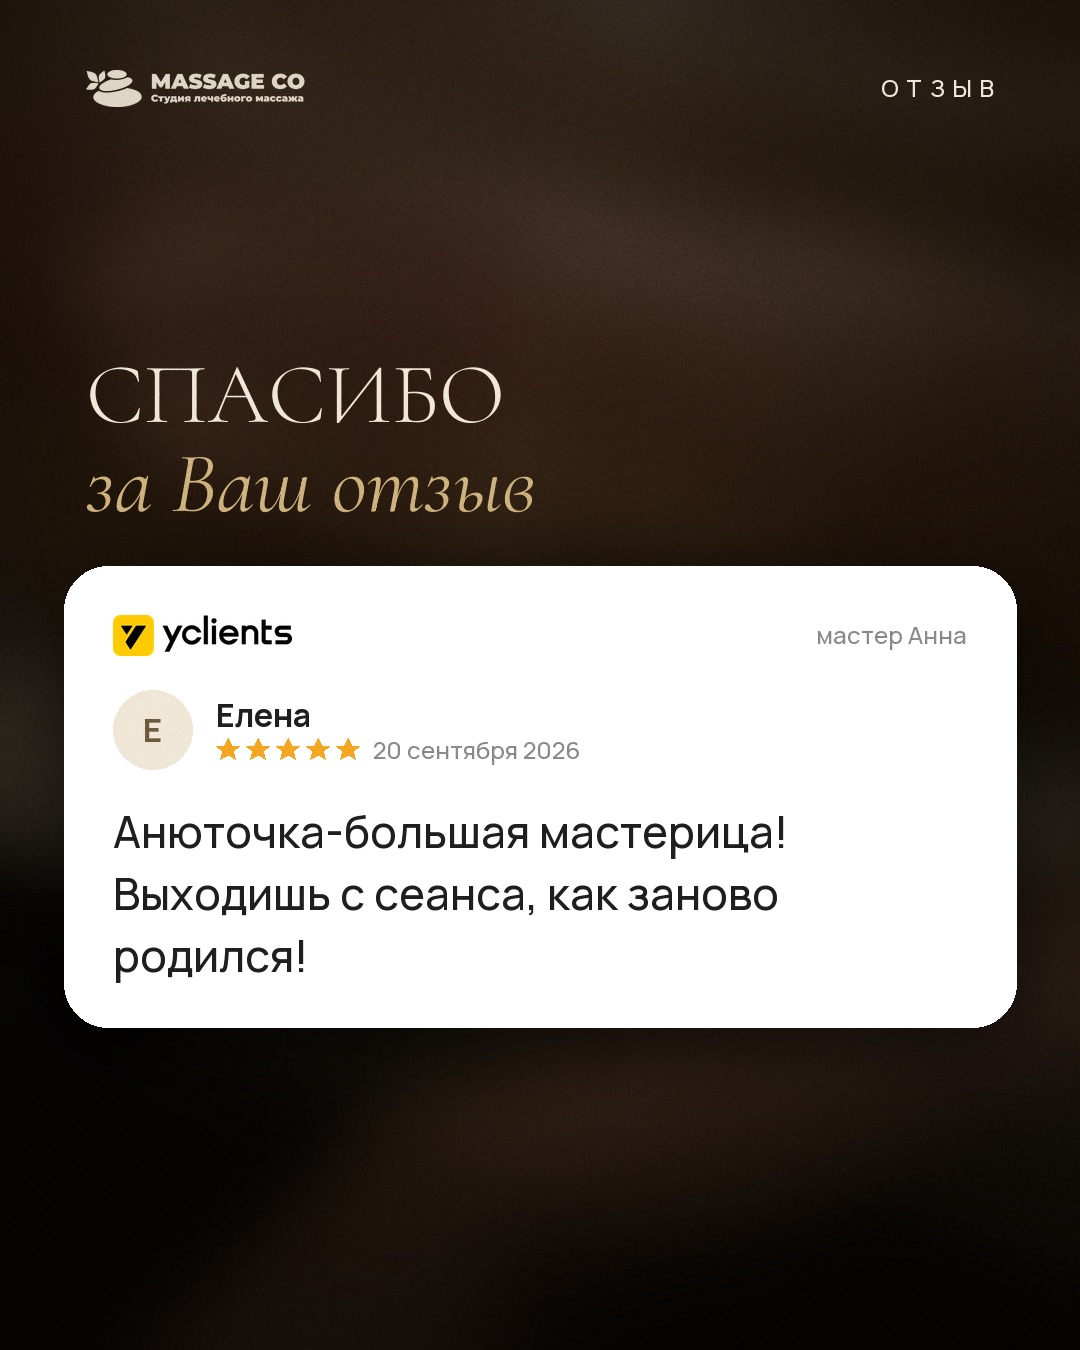 MASSAGE CO
Студия лечебного массажа
ОТЗЫВ
СПАСИБО
за Ваш отзыв
yclients
мастер Анна
Е
Елена
20 сентября 2026
Анюточка-большая мастерица!
Выходишь с сеанса, как заново
родился!